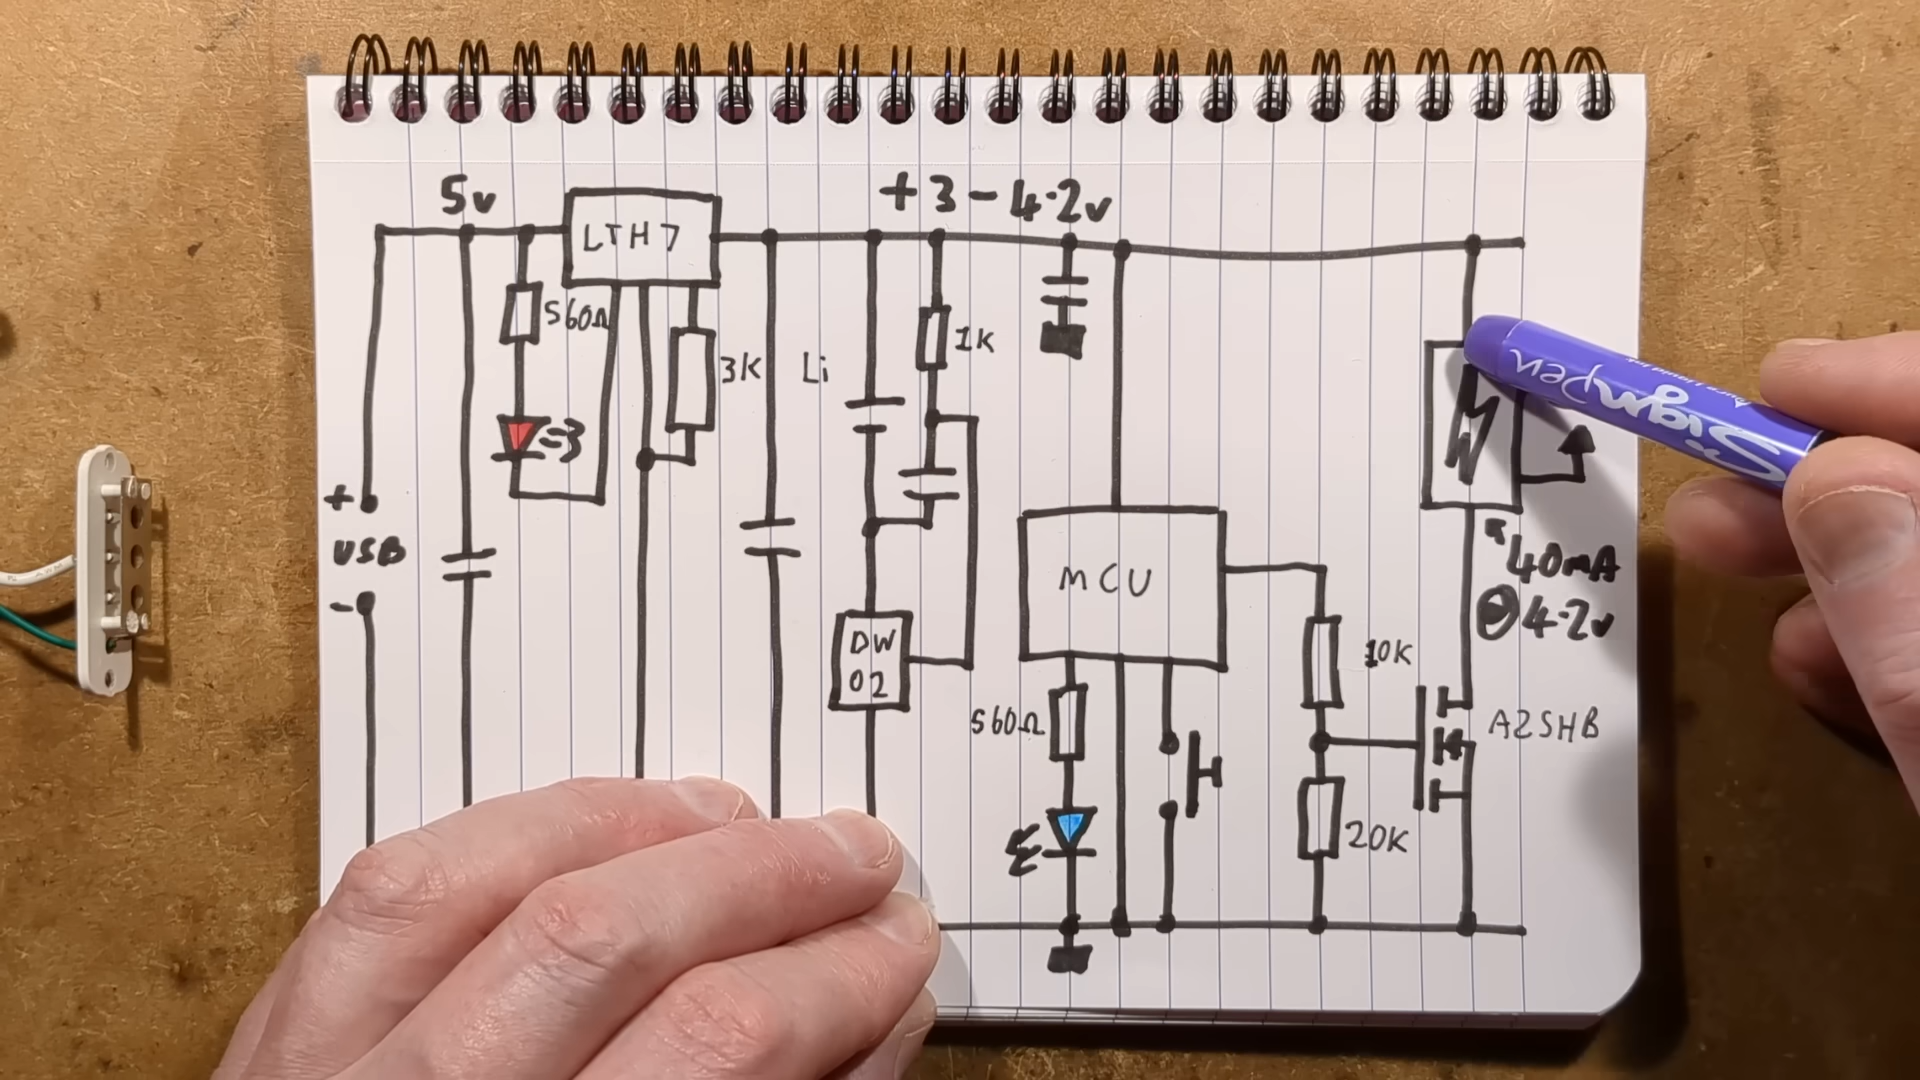 5v
+3-4.2v
LTH7
560Ω
3K
Li
1K
+
USB
-
DW
02
MCU
560Ω
10K
20K
40mA
@4.2v
A2SHB
Signpen